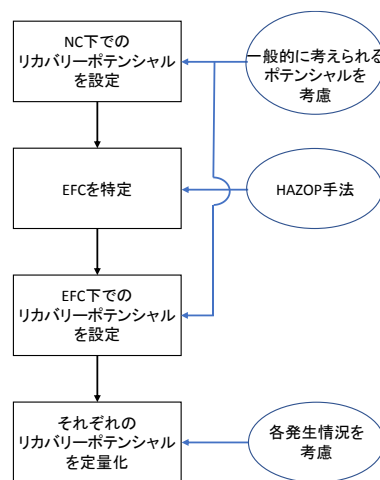 NC下での
リカバリーポテンシャル
を設定
一般的に考えられる
ポテンシャルを
考慮
EFCを特定
HAZOP手法
EFC下での
リカバリーポテンシャル
を設定
それぞれの
リカバリーポテンシャル
を定量化
各発生情況を
考慮